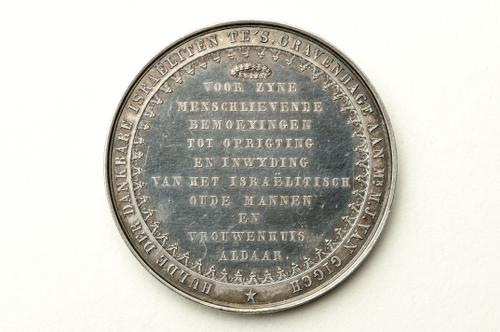 HULDE DER DANKBARE ISRAËLITEN TE 'S. GRAVENHAGE AAN Mr. M.J. VAN GIGCH
VOOR ZYNE
MENSCHLIEVENDE
BEMOEYINGEN
TOT OPRIGTING
EN INWYDING
VAN HET ISRAËLITISCH
OUDE MANNEN
EN
VROUWENHUIS
ALDAAR.